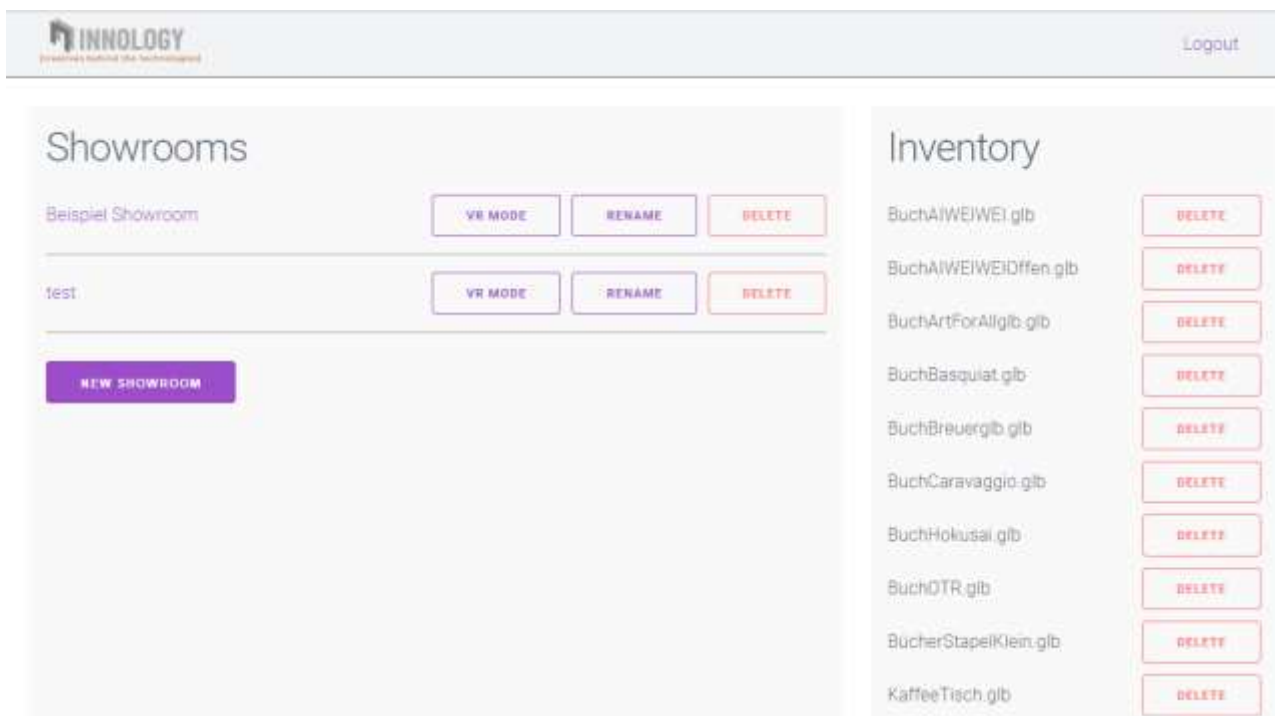 INNOLOGY
Logout
Showrooms
Beispiel Showroom VR MODE RENAME DELETE
test VR MODE RENAME DELETE
NEW SHOWROOM
Inventory
BuchAIWEIWEI.glb DELETE
BuchAIWEIWEIOffen.glb DELETE
BuchArtForAllglb.glb DELETE
BuchBasquiat.glb DELETE
BuchBreuerglb.glb DELETE
BuchCaravaggio.glb DELETE
BuchHokusai.glb DELETE
BuchOTR.glb DELETE
BücherStapelKlein.glb DELETE
KaffeeTisch.glb DELETE